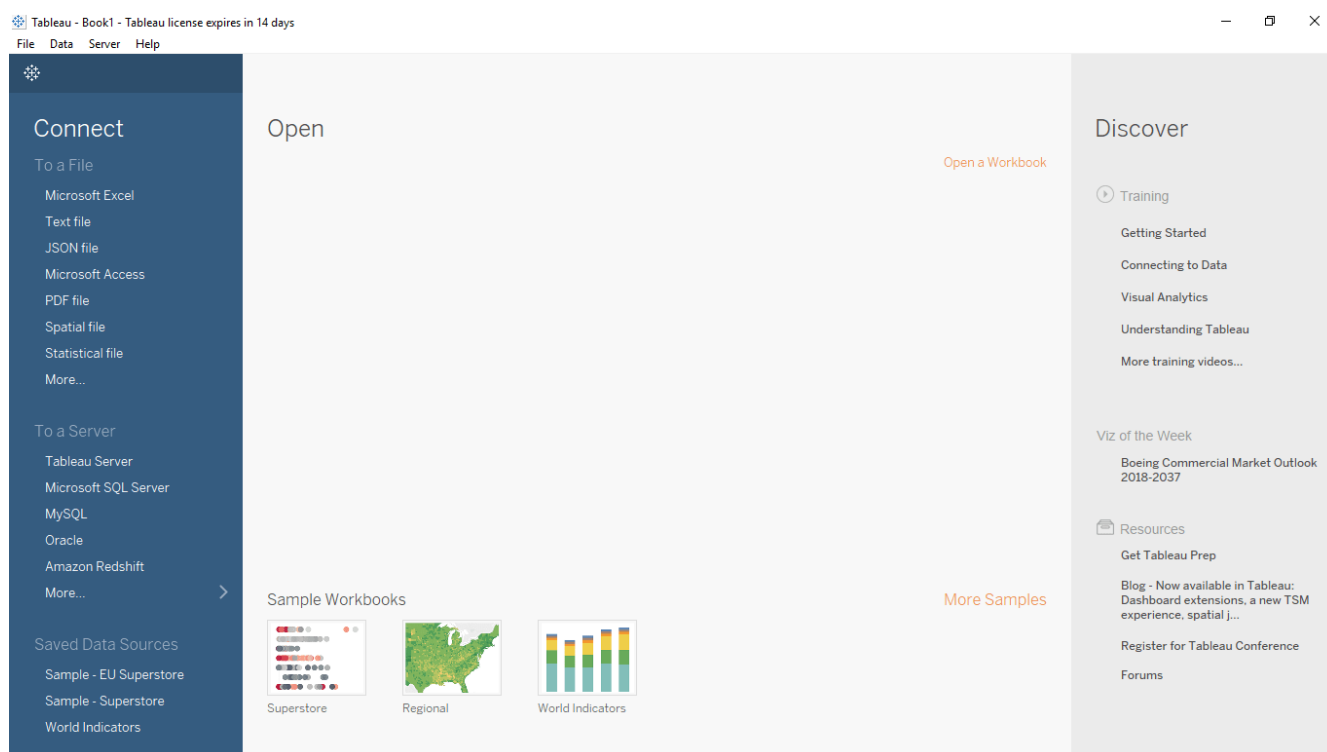 Tableau - Book1 - Tableau license expires in 14 days
File Data Server Help
Connect
To a File
Microsoft Excel
Text file
JSON file
Microsoft Access
PDF file
Spatial file
Statistical file
More...
To a Server
Tableau Server
Microsoft SQL Server
MySQL
Oracle
Amazon Redshift
More...
Saved Data Sources
Sample - EU Superstore
Sample - Superstore
World Indicators
Open
Open a Workbook
Sample Workbooks
More Samples
Superstore
Regional
World Indicators
Discover
Training
Getting Started
Connecting to Data
Visual Analytics
Understanding Tableau
More training videos...
Viz of the Week
Boeing Commercial Market Outlook
2018-2037
Resources
Get Tableau Prep
Blog - Now available in Tableau:
Dashboard extensions, a new TSM
experience, spatial j...
Register for Tableau Conference
Forums